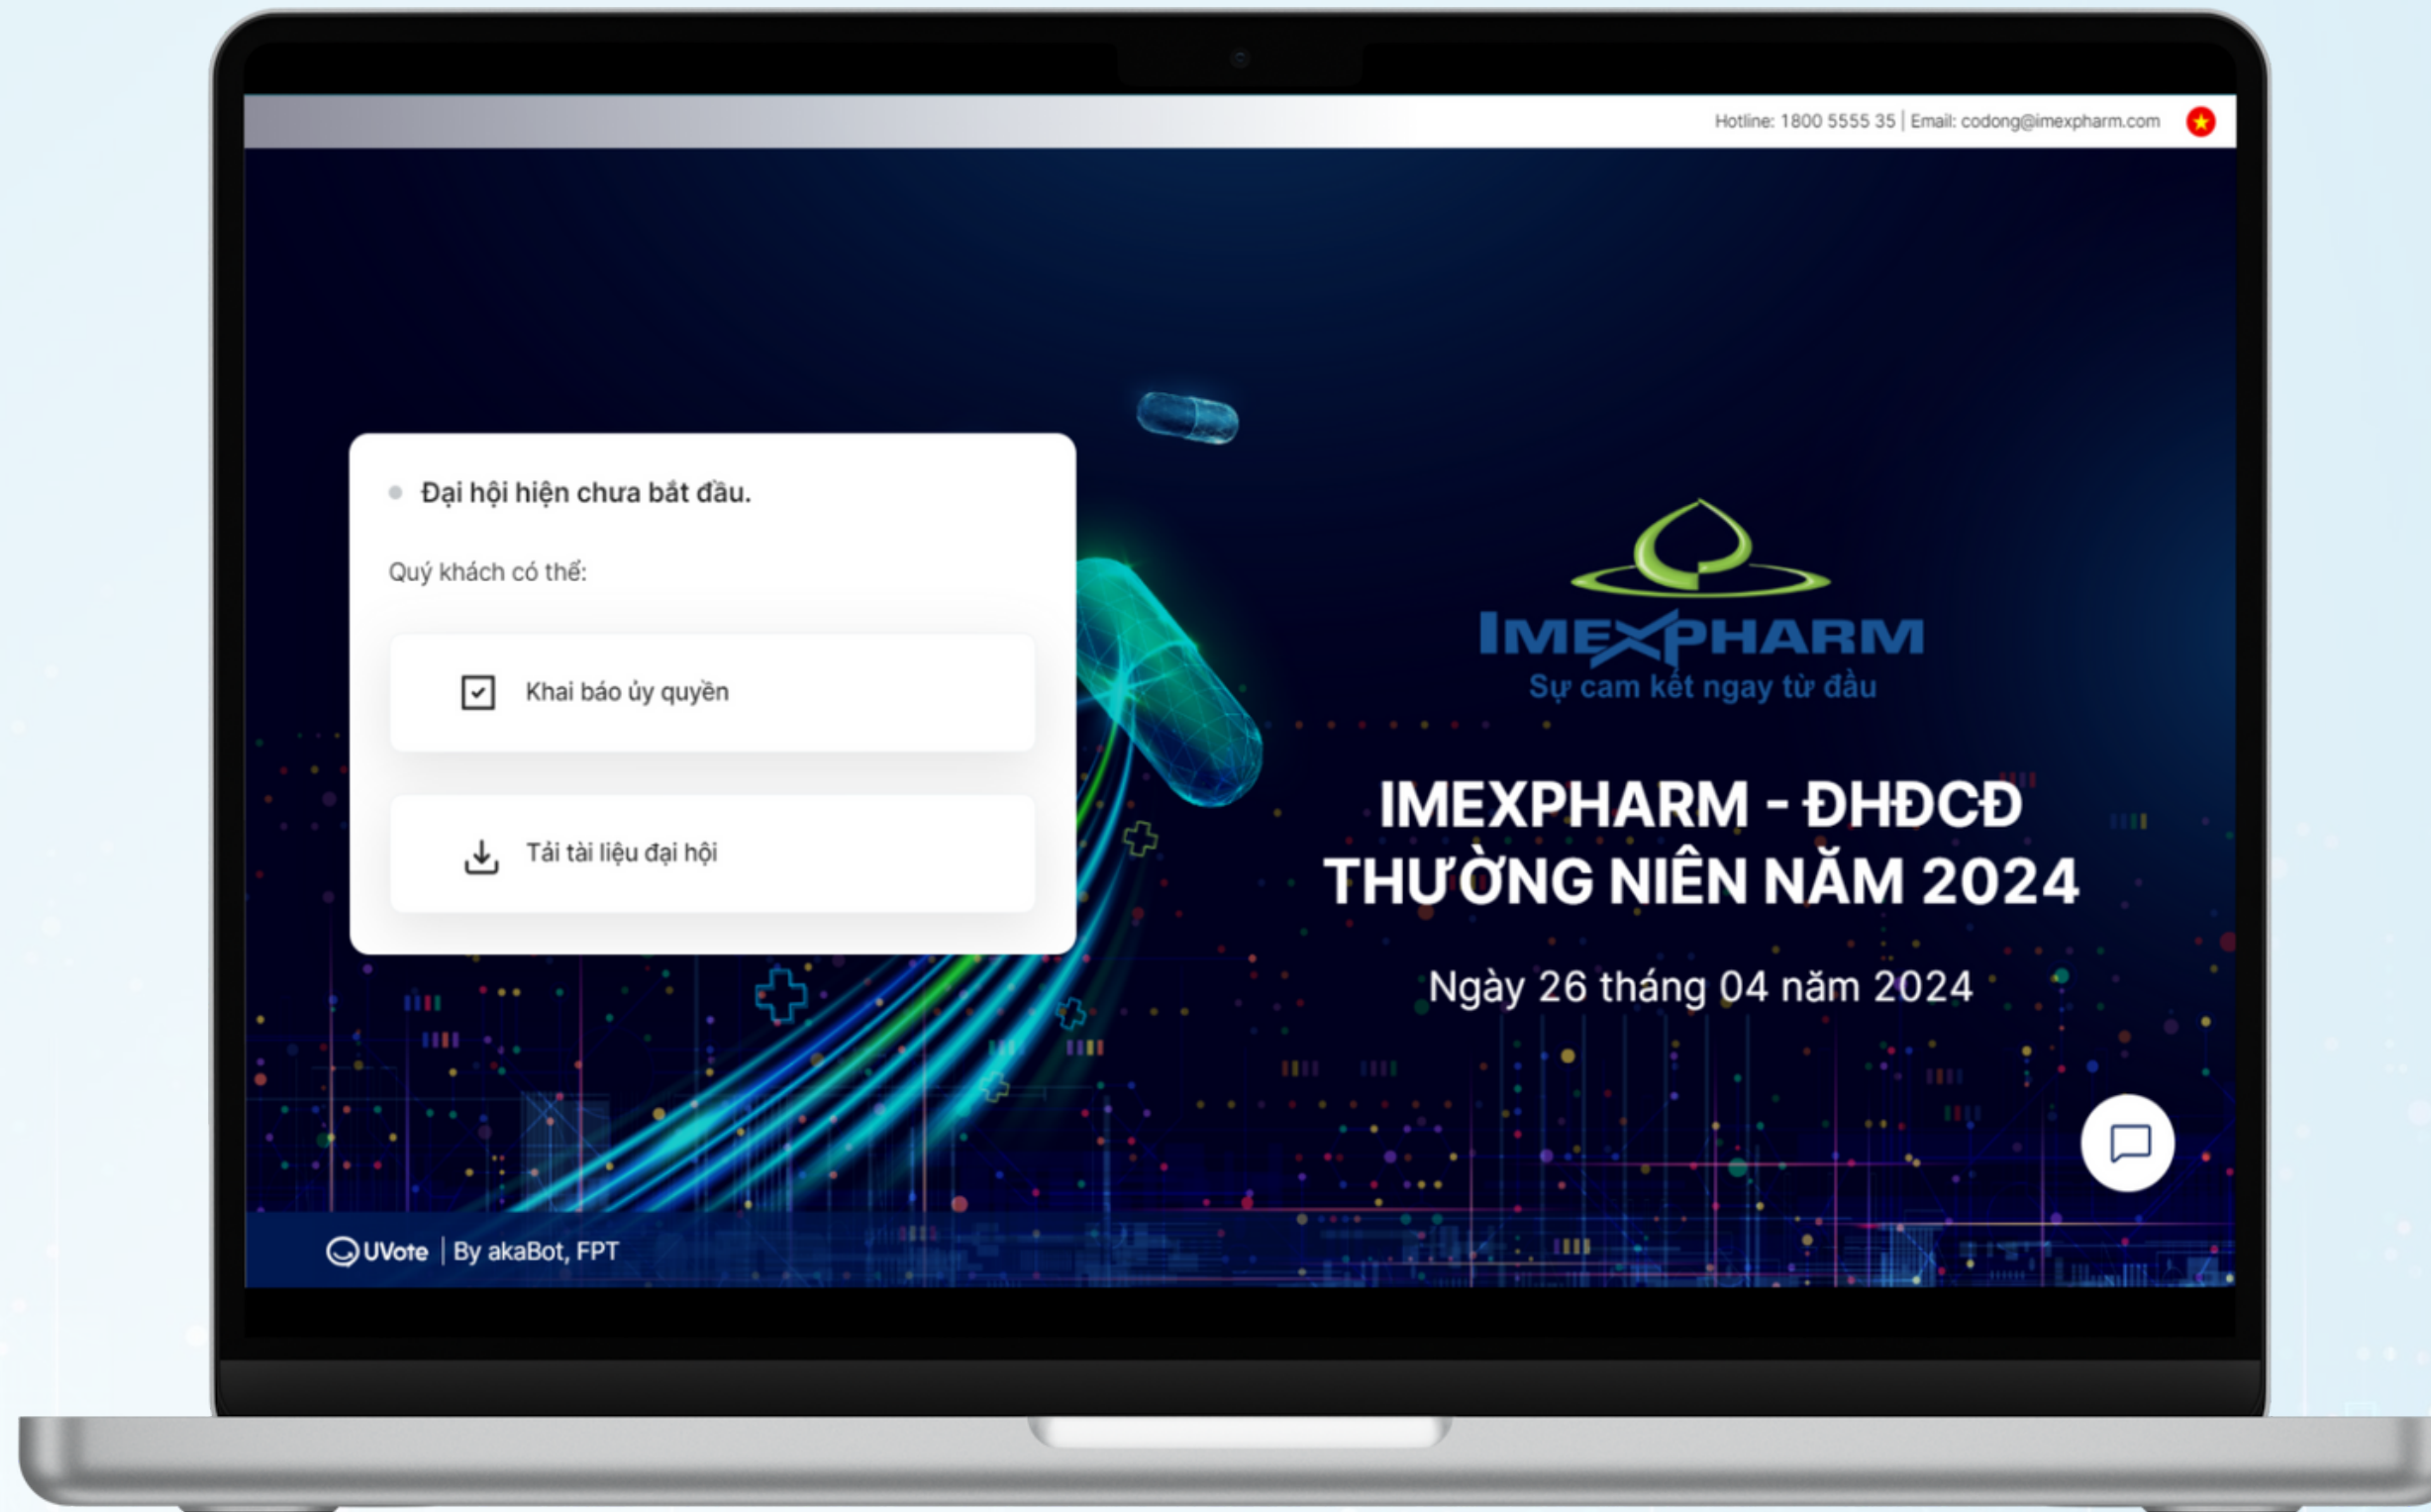 Hotline: 1800 5555 35 | Email: codong@imexpharm.com
Đại hội hiện chưa bắt đầu.
Quý khách có thể:
Khai báo ủy quyền
Tải tài liệu đại hội
IMEXPHARM
Sự cam kết ngay từ đầu
IMEXPHARM - ĐHĐCĐ
THƯỜNG NIÊN NĂM 2024
Ngày 26 tháng 04 năm 2024
UVote | By akaBot, FPT